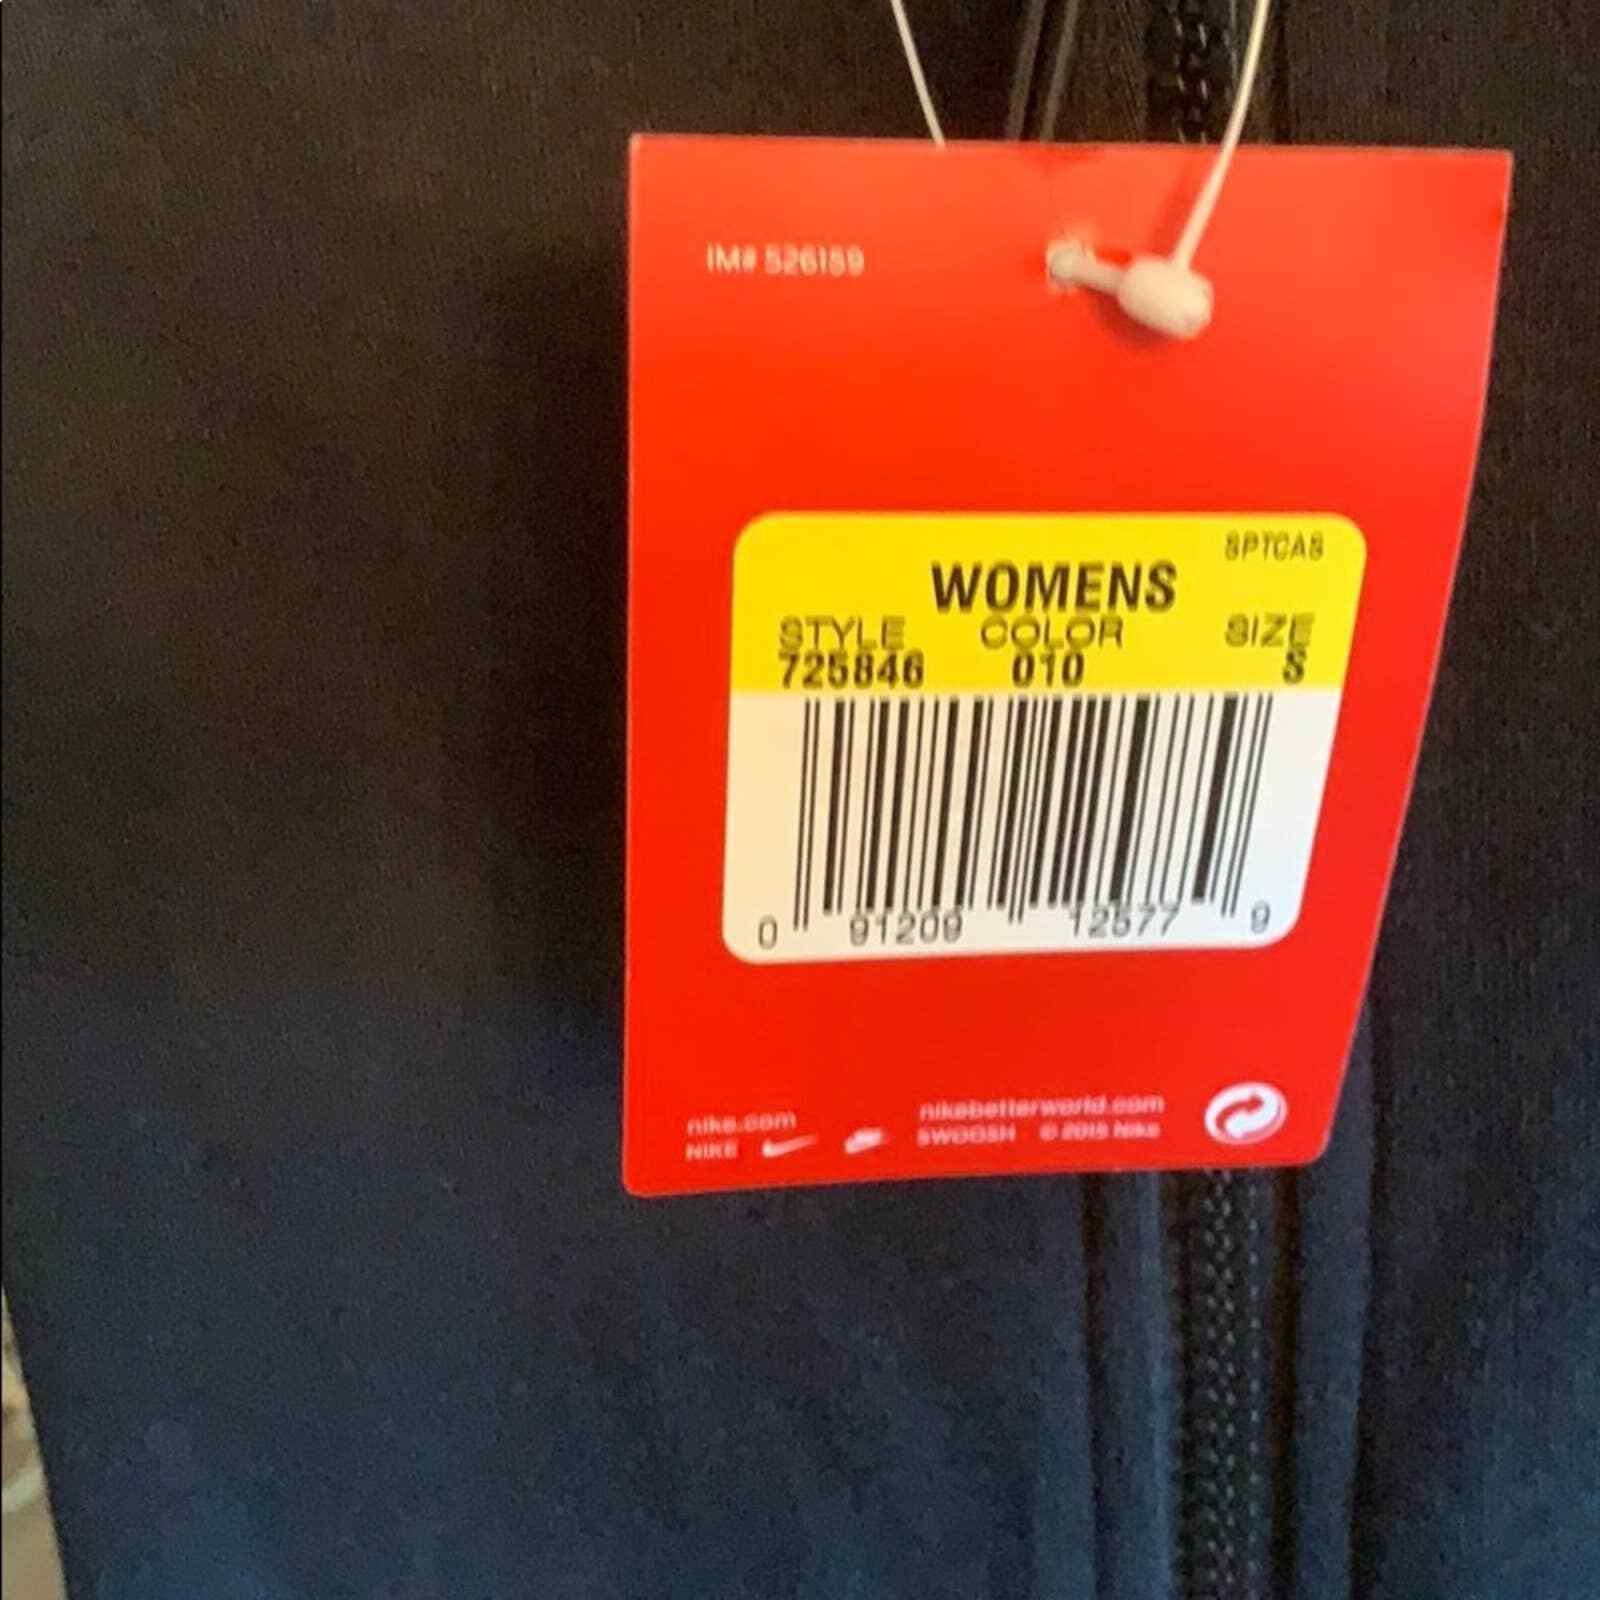 IM# 526159
SPTCAS
WOMENS
STYLE COLOR SIZE
725846 010 S
0 91209 12577 9
nike.com nikebetterworld.com
NIKE SWOOSH © 2015 Nike